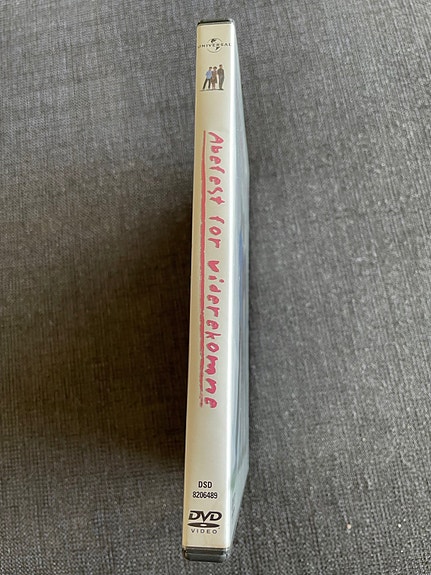 UNIVERSAL
Abefest for viderekomne
DSD
8206489
DVD
VIDEO